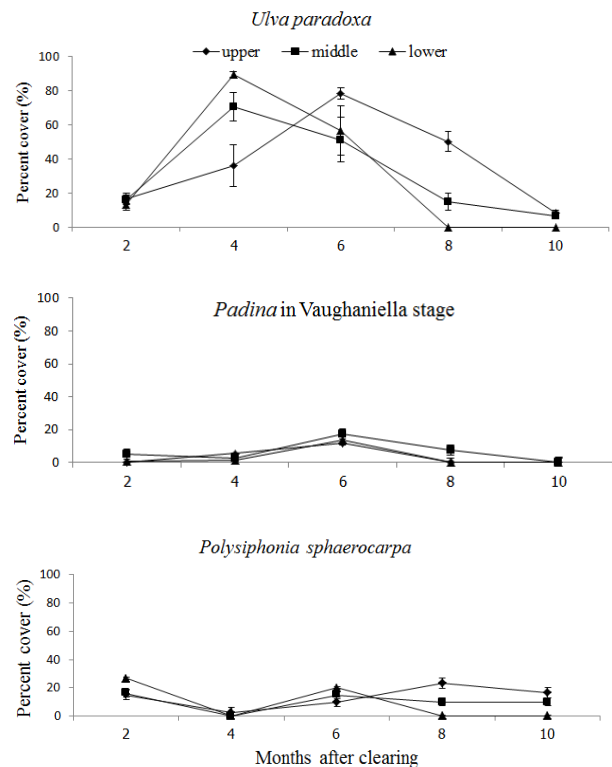 Ulva paradoxa
upper middle lower
Percent cover (%)
100
80
60
40
20
0
2 4 6 8 10
Padina in Vaughaniella stage
Percent cover (%)
100
80
60
40
20
0
2 4 6 8 10
Polysiphonia sphaerocarpa
Percent cover (%)
100
80
60
40
20
0
2 4 6 8 10
Months after clearing